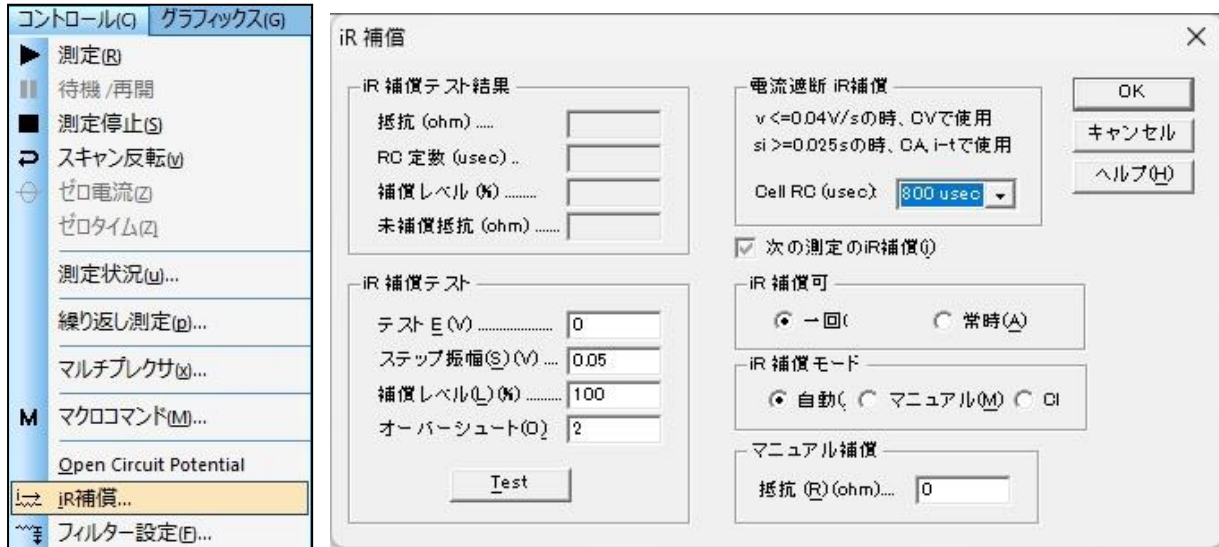 コントロール(C) グラフィックス(G)
測定(R)
待機 /再開
測定停止(S)
スキャン反転(v)
ゼロ電流(Z)
ゼロタイム(Z)
測定状況(u)...
繰り返し測定(p)...
マルチプレクサ(x)...
M マクロコマンド(M)...
Open Circuit Potential
iR補償...
フィルター設定(F)...
iR 補償
iR 補償テスト結果
抵抗 (ohm) ....
RC 定数 (usec) ..
補償レベル (%) ........
未補償抵抗 (ohm) ......
iR 補償テスト
テスト E (V) .................. 0
ステップ振幅(S) (V) .... 0.05
補償レベル(L) (%) ......... 100
オーバーシュート(O) 2
Test
電流遮断 iR補償
v <=0.04V/sの時、CVで使用
si >=0.025sの時、CA, i-tで使用
Cell RC (usec): 800 usec
次の測定のiR補償(i)
iR 補償可
一回(
常時(A)
iR 補償モード
自動(
マニュアル(M)
CI
マニュアル補償
抵抗 (R) (ohm).... 0
OK
キャンセル
ヘルプ(H)